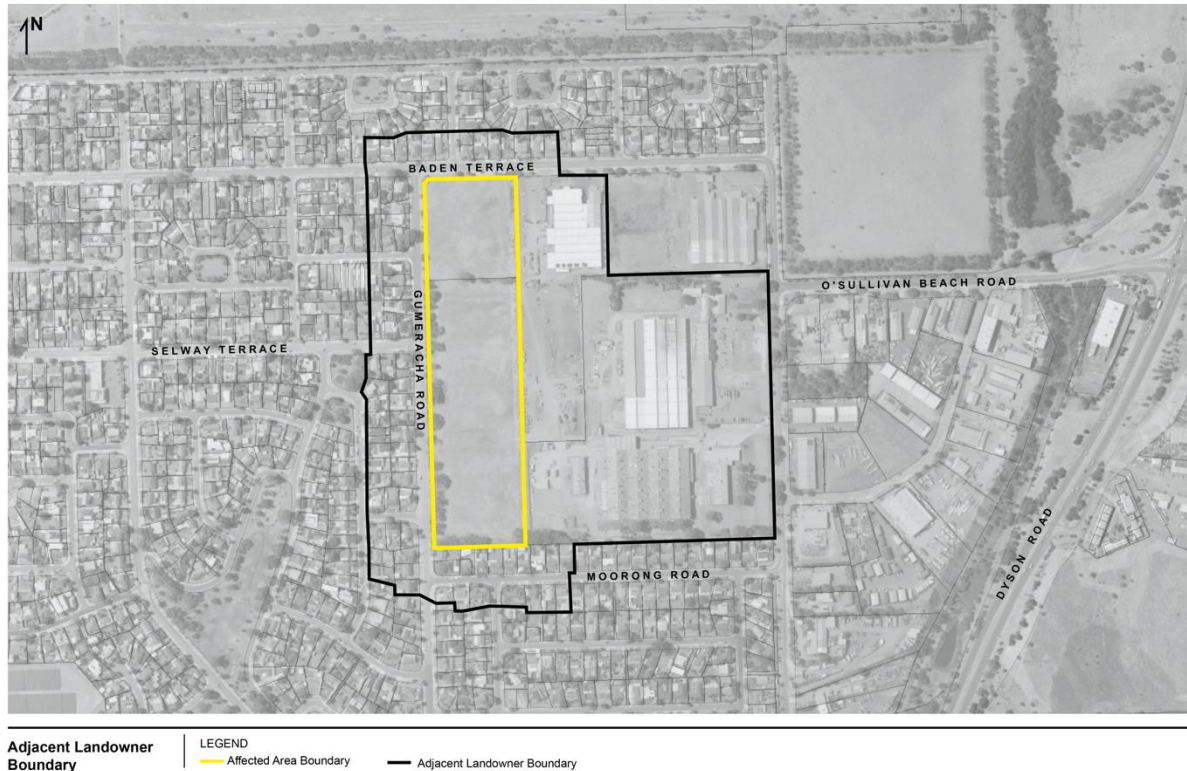 N
BADEN TERRACE
O'SULLIVAN BEACH ROAD
GUMERACHA ROAD
SELWAY TERRACE
MOORONG ROAD
DYSON ROAD
Adjacent Landowner
Boundary
LEGEND
Affected Area Boundary
Adjacent Landowner Boundary